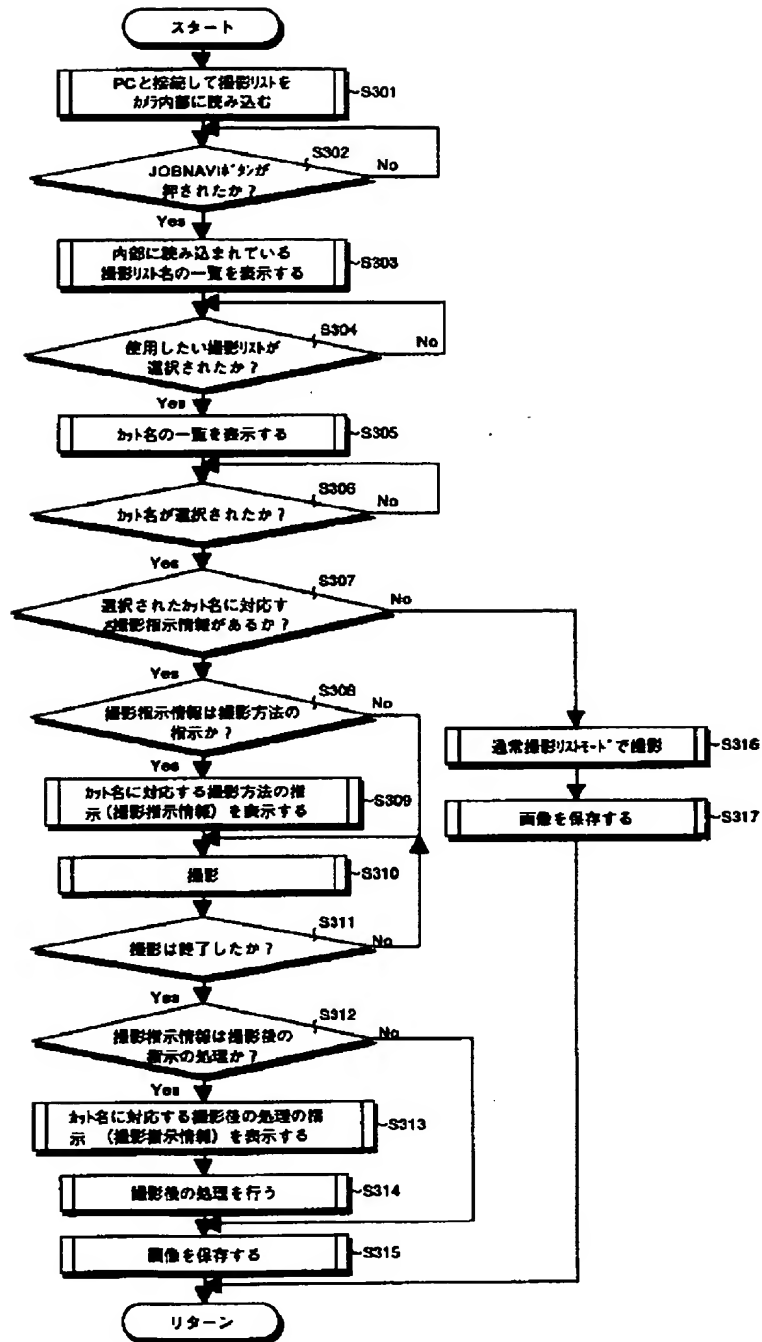 スタート
PCと接続して撮影リストを
カメラ内部に読み込む
S301
S302
JOBNAVIボタンが
押されたか?
No
Yes
内部に読み込まれている
撮影リスト名の一覧を表示する
S303
S304
使用したい撮影リストが
選択されたか?
No
Yes
カット名の一覧を表示する
S305
S306
カット名が選択されたか?
No
Yes
S307
選択されたカット名に対応す
る撮影指示情報があるか?
No
Yes
S308
撮影指示情報は撮影方法の
指示か?
No
Yes
カット名に対応する撮影方法の指
示(撮影指示情報)を表示する
S309
通常撮影リストモードで撮影
S316
画像を保存する
S317
撮影
S310
S311
撮影は終了したか?
No
Yes
S312
撮影指示情報は撮影後の
指示の処理か?
No
Yes
カット名に対応する撮影後の処理の指
示 (撮影指示情報)を表示する
S313
撮影後の処理を行う
S314
画像を保存する
S315
リターン